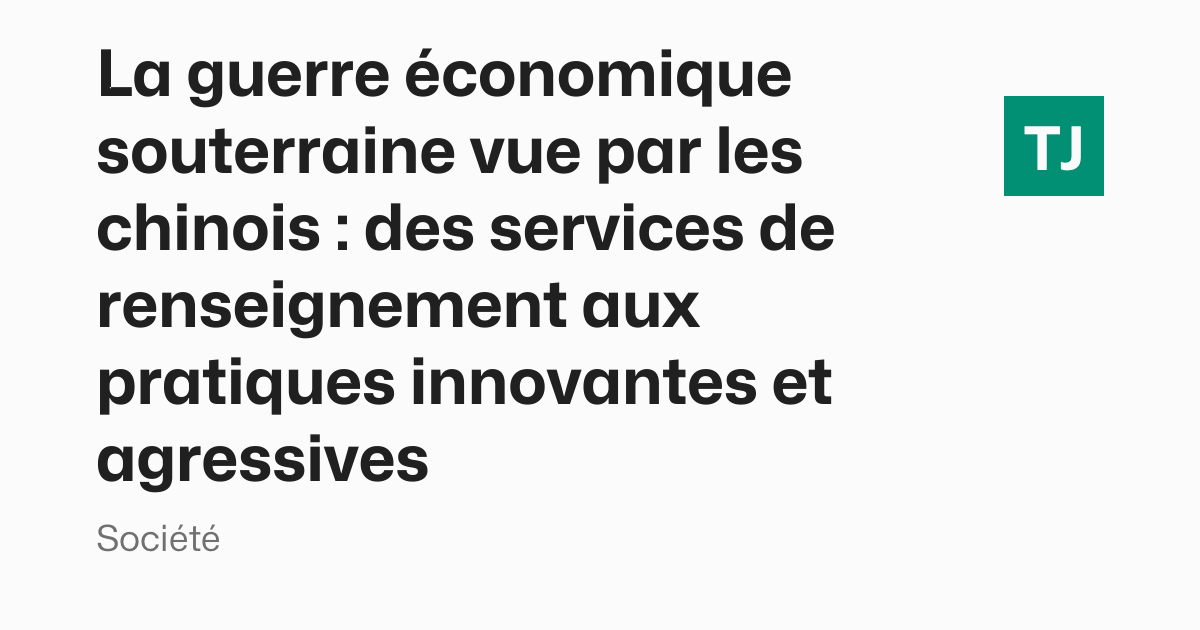 La guerre économique
souterraine vue par les
chinois : des services de
renseignement aux
pratiques innovantes et
agressives
Société
TJ